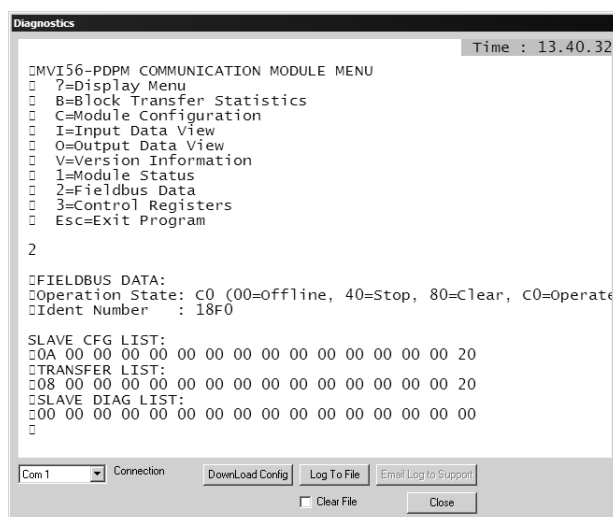 Diagnostics
Time : 13.40.32
▯MVI56-PDPM COMMUNICATION MODULE MENU
▯ ?=Display Menu
▯ B=Block Transfer Statistics
▯ C=Module Configuration
▯ I=Input Data View
▯ O=Output Data View
▯ V=Version Information
▯ 1=Module Status
▯ 2=Fieldbus Data
▯ 3=Control Registers
▯ Esc=Exit Program
2
▯FIELDBUS DATA:
▯Operation State: C0 (00=Offline, 40=Stop, 80=Clear, C0=Operate
▯Ident Number : 18F0
SLAVE CFG LIST:
▯0A 00 00 00 00 00 00 00 00 00 00 00 00 00 00 20
▯TRANSFER LIST:
▯08 00 00 00 00 00 00 00 00 00 00 00 00 00 00 20
▯SLAVE DIAG LIST:
▯00 00 00 00 00 00 00 00 00 00 00 00 00 00 00 00
▯
Com 1 Connection DownLoad Config Log To File Email Log to Support
Clear File Close